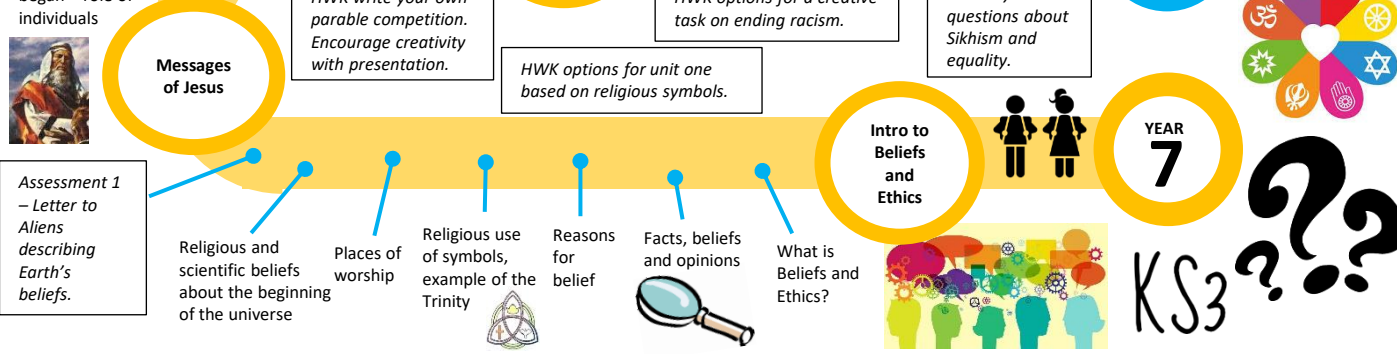 individuals
parable competition.
Encourage creativity
with presentation.
task on ending racism.
questions about
Sikhism and
equality.
Messages
of Jesus
HWK options for unit one
based on religious symbols.
Intro to
Beliefs
and
Ethics
YEAR
7
Assessment 1
– Letter to
Aliens
describing
Earth's
beliefs.
Religious and
scientific beliefs
about the beginning
of the universe
Places of
worship
Religious use
of symbols,
example of the
Trinity
Reasons
for
belief
Facts, beliefs
and opinions
What is
Beliefs and
Ethics?
KS3
???